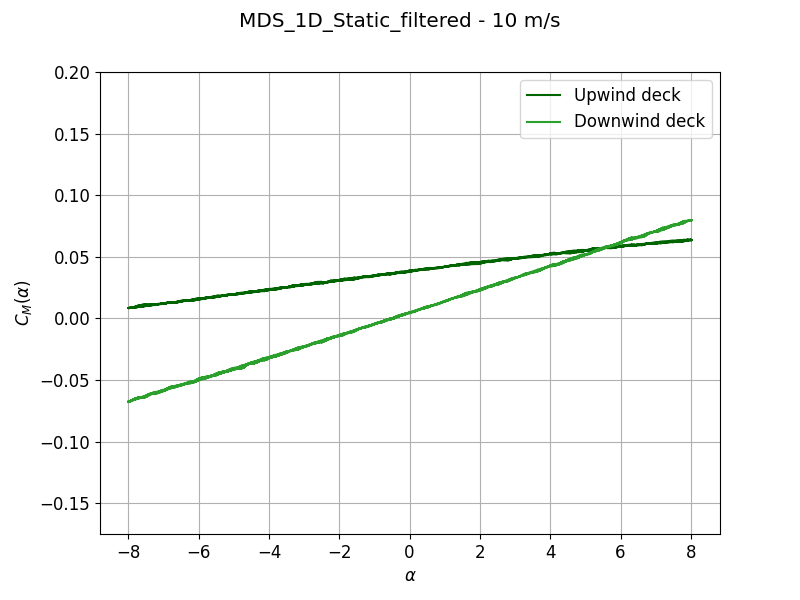 MDS_1D_Static_filtered - 10 m/s
Upwind deck
Downwind deck
0.20
0.15
0.10
0.05
0.00
−0.05
−0.10
−0.15
C_M(α)
−8 −6 −4 −2 0 2 4 6 8
α